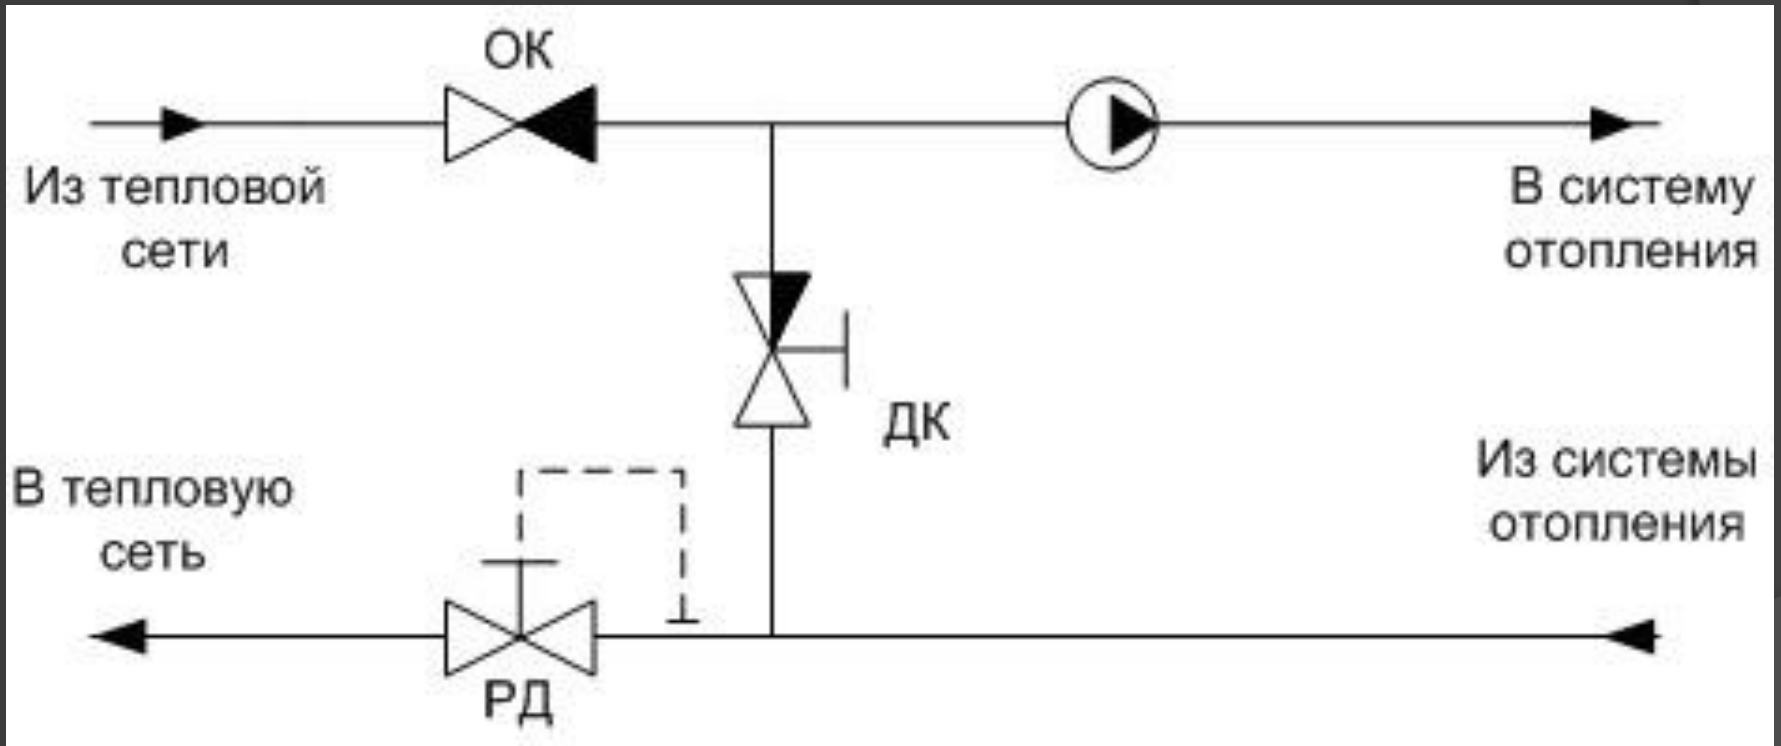 ОК
Из тепловой
сети
В систему
отопления
ДК
В тепловую
сеть
Из системы
отопления
РД